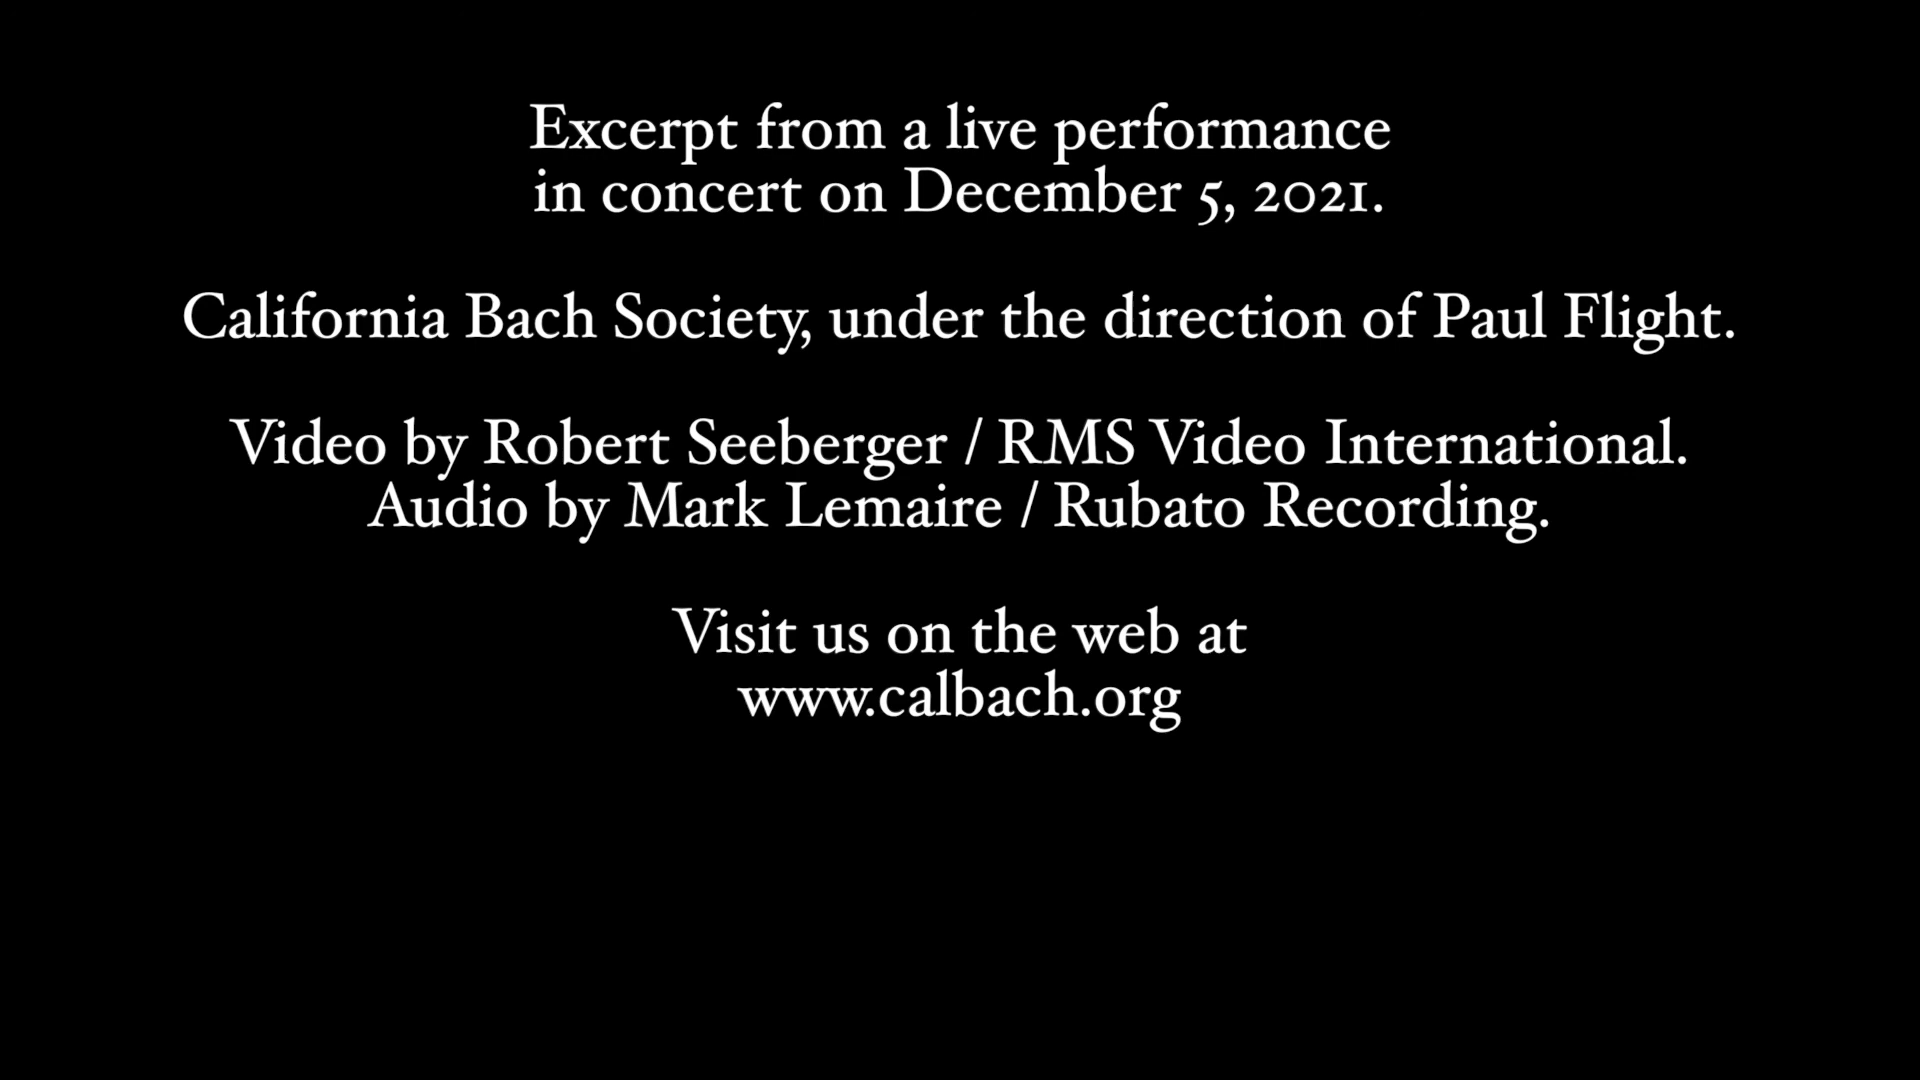 Excerpt from a live performance
in concert on December 5, 2021.
California Bach Society, under the direction of Paul Flight.
Video by Robert Seeberger / RMS Video International.
Audio by Mark Lemaire / Rubato Recording.
Visit us on the web at
www.calbach.org